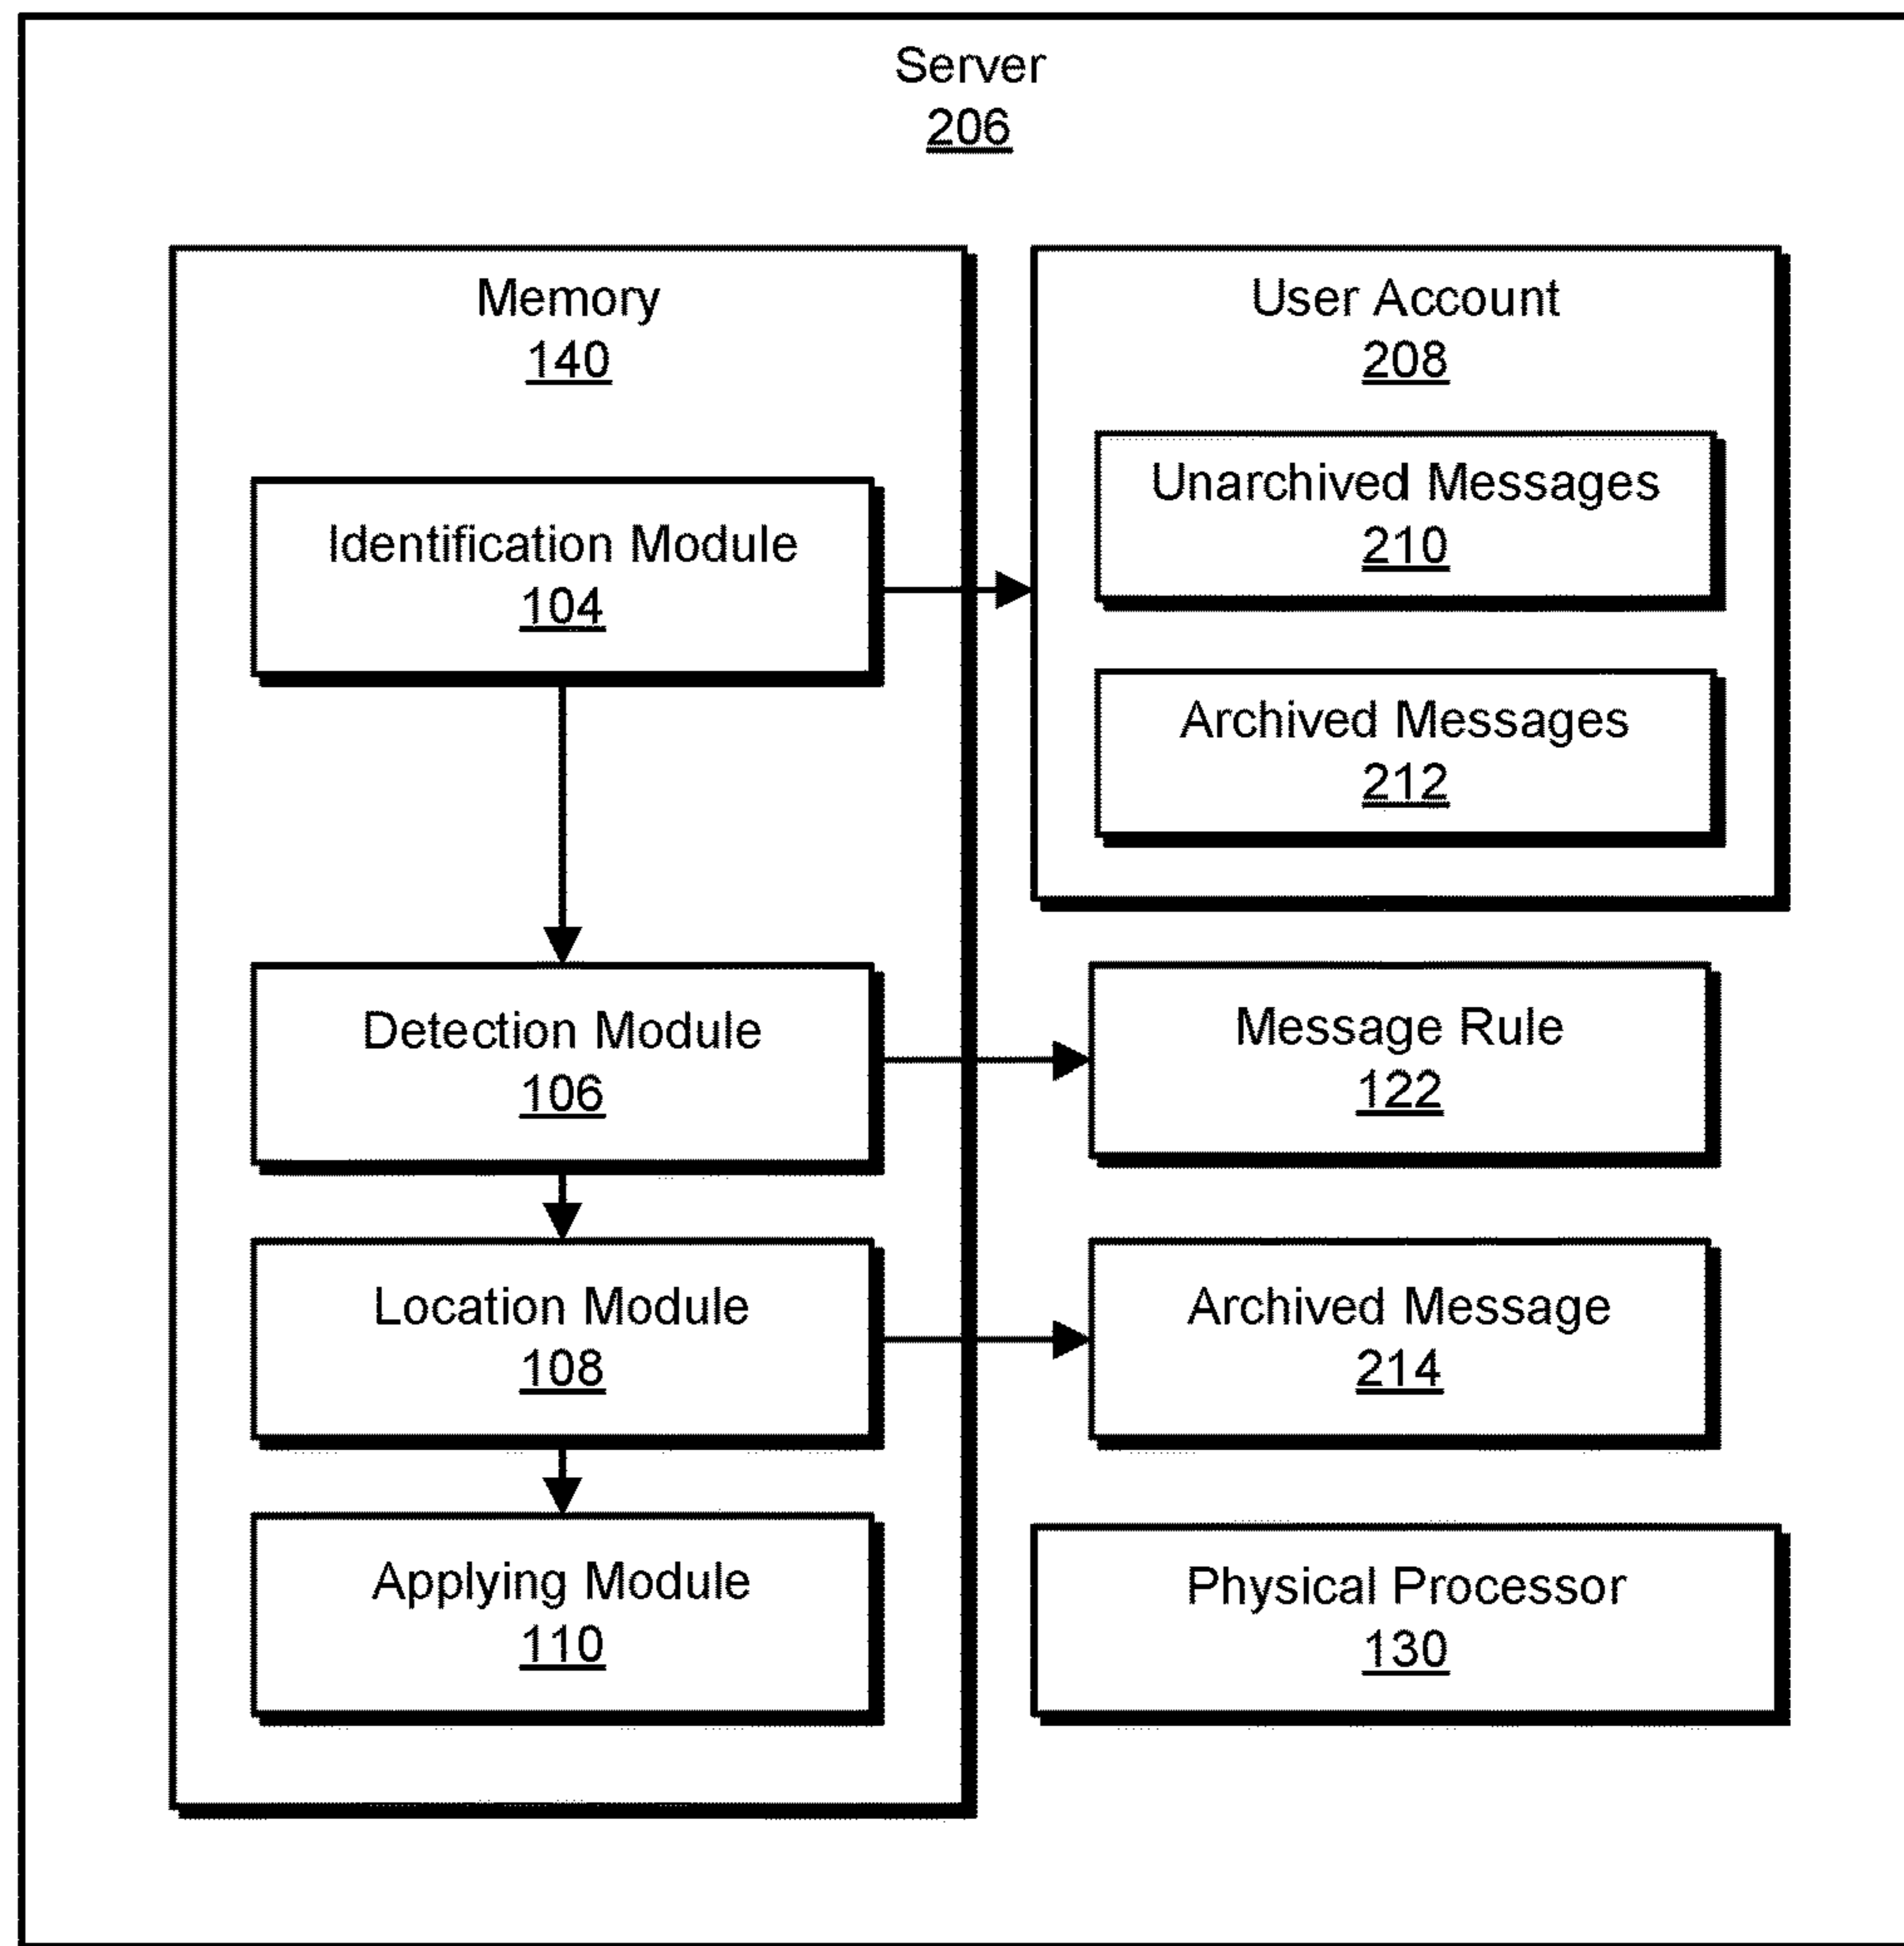 Server
206
Memory
140
Identification Module
104
Detection Module
106
Location Module
108
Applying Module
110
User Account
208
Unarchived Messages
210
Archived Messages
212
Message Rule
122
Archived Message
214
Physical Processor
130